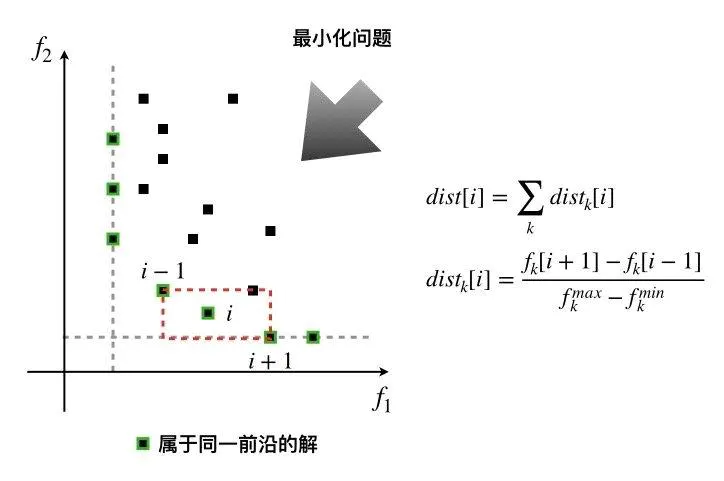 最小化问题
f₂
dist[i] = ∑ₖ distₖ[i]
distₖ[i] = (fₖ[i + 1] − fₖ[i − 1]) / (fₖᵐᵃˣ − fₖᵐⁱⁿ)
i − 1
i
i + 1
f₁
属于同一前沿的解